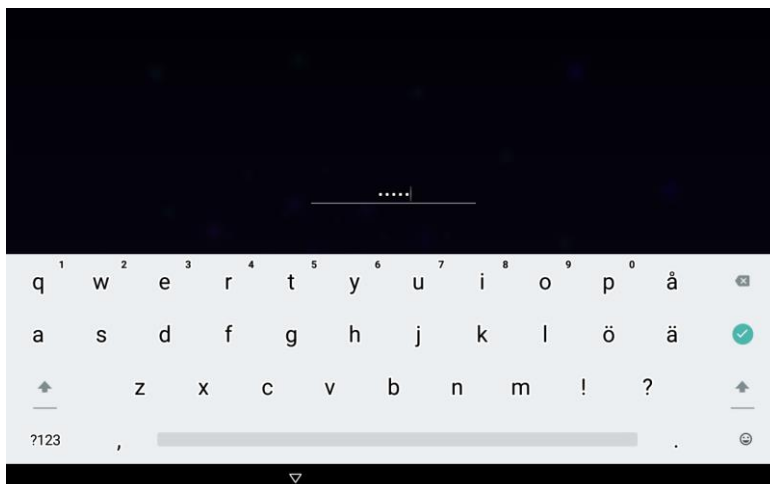 •••••
q 1 w 2 e 3 r 4 t 5 y 6 u 7 i 8 o 9 p 0 å
a s d f g h j k l ö ä
z x c v b n m ! ?
?123 , .